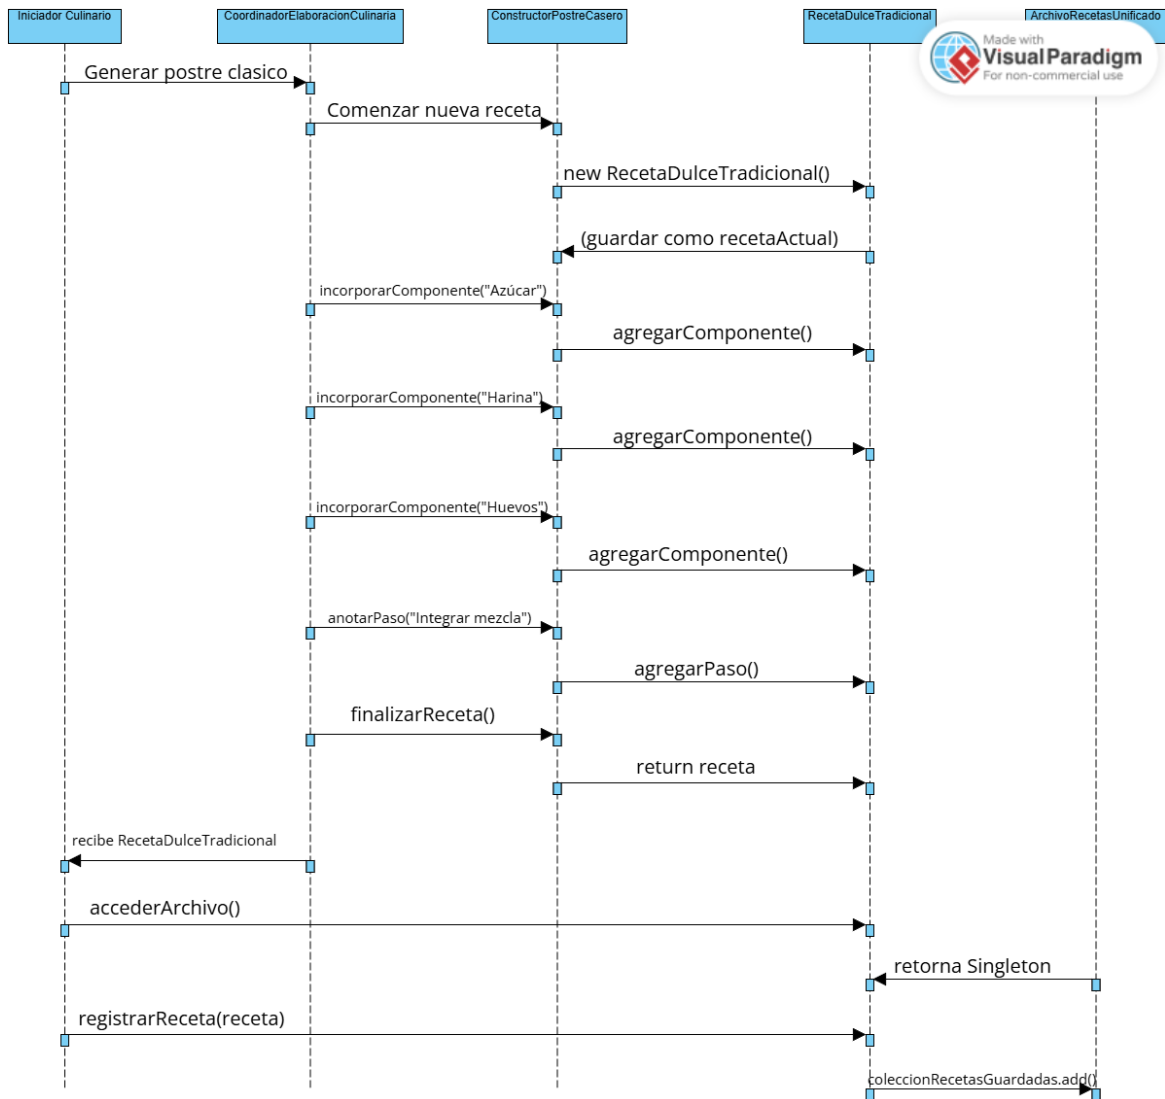 Iniciador Culinario
CoordinadorElaboracionCulinaria
ConstructorPostreCasero
RecetaDulceTradicional
ArchivoRecetasUnificado
Made with
Visual Paradigm
For non-commercial use
Generar postre clasico
Comenzar nueva receta
new RecetaDulceTradicional()
(guardar como recetaActual)
incorporarComponente("Azúcar")
agregarComponente()
incorporarComponente("Harina")
agregarComponente()
incorporarComponente("Huevos")
agregarComponente()
anotarPaso("Integrar mezcla")
agregarPaso()
finalizarReceta()
return receta
recibe RecetaDulceTradicional
accederArchivo()
retorna Singleton
registrarReceta(receta)
coleccionRecetasGuardadas.add()